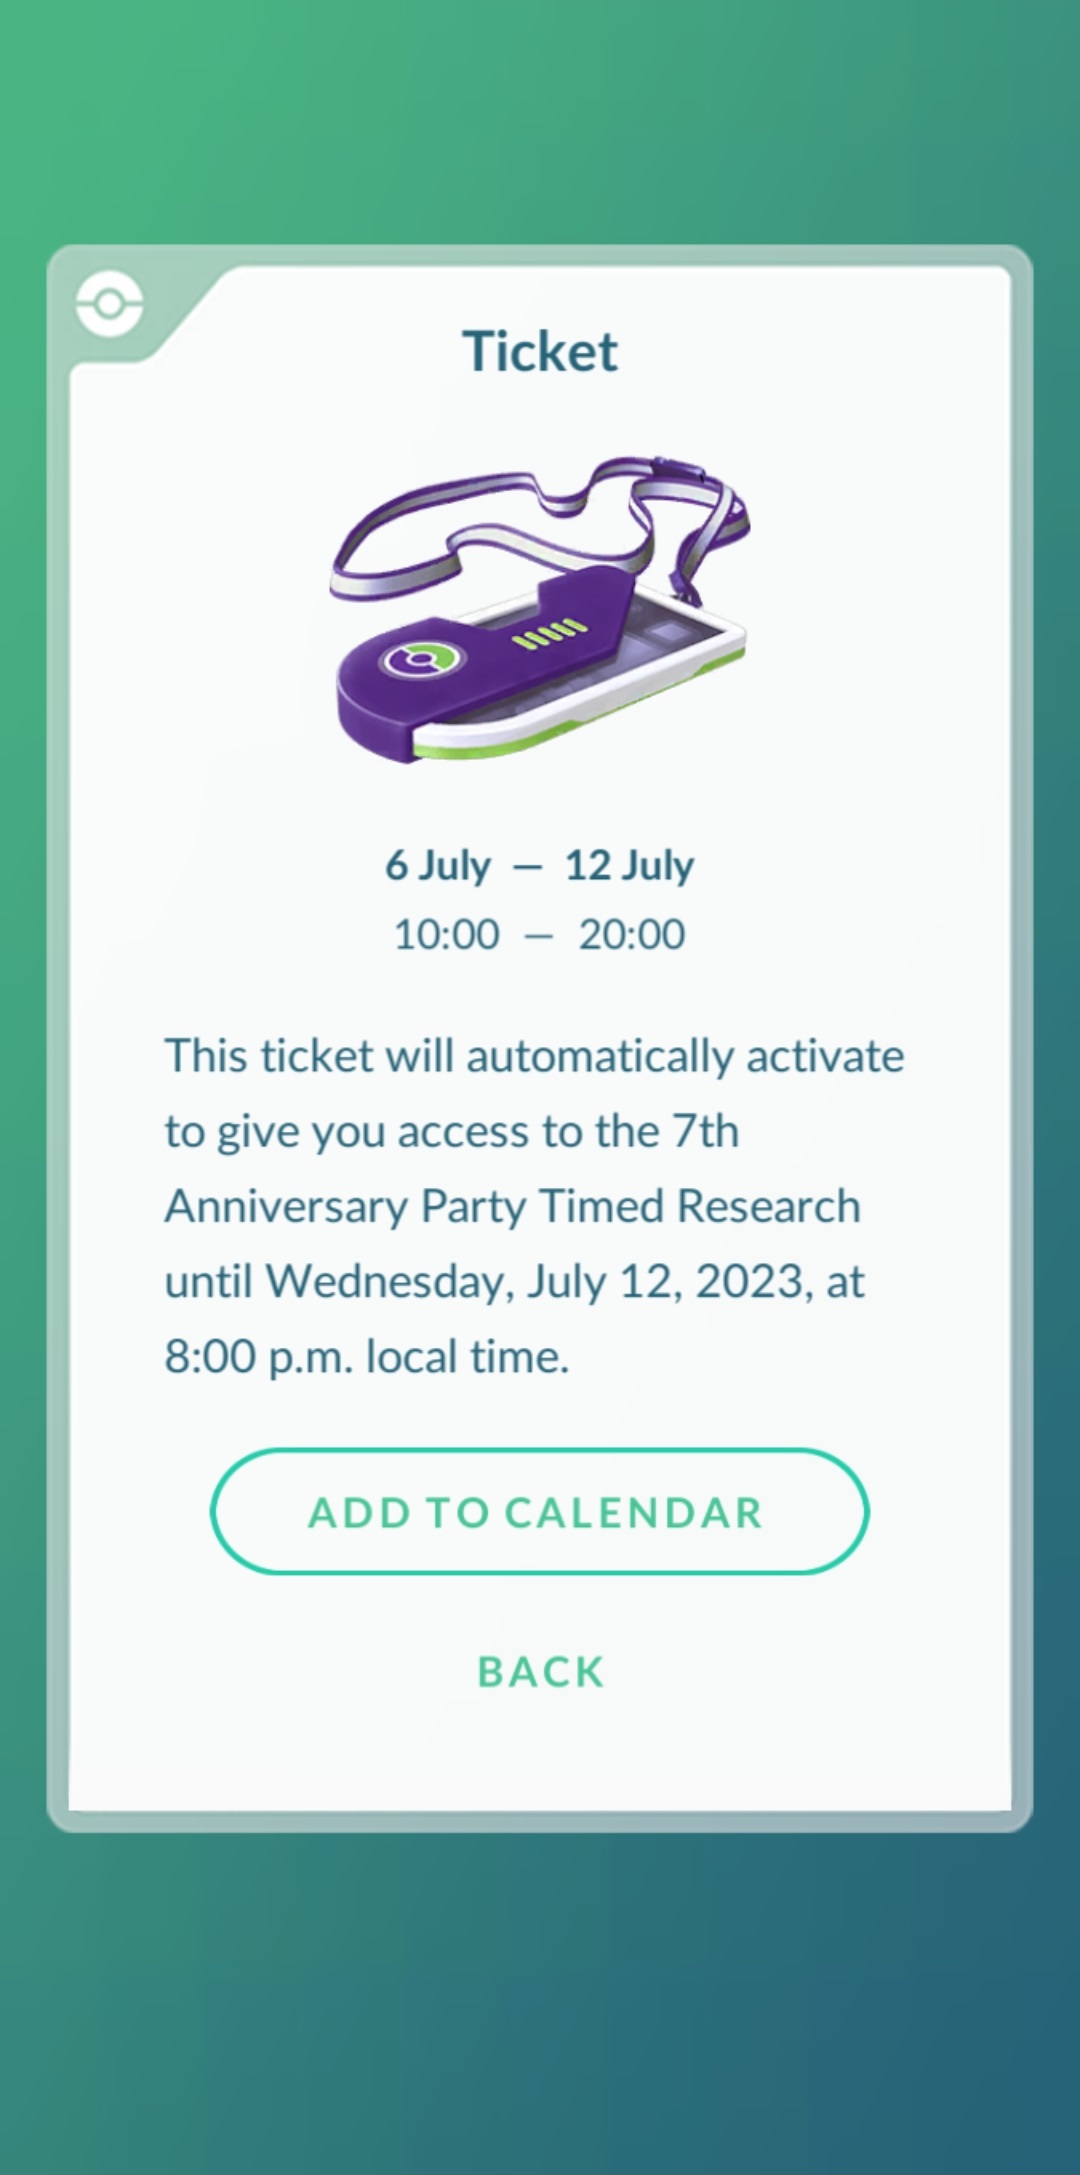 Ticket
6 July — 12 July
10:00 — 20:00
This ticket will automatically activate
to give you access to the 7th
Anniversary Party Timed Research
until Wednesday, July 12, 2023, at
8:00 p.m. local time.
ADD TO CALENDAR
BACK